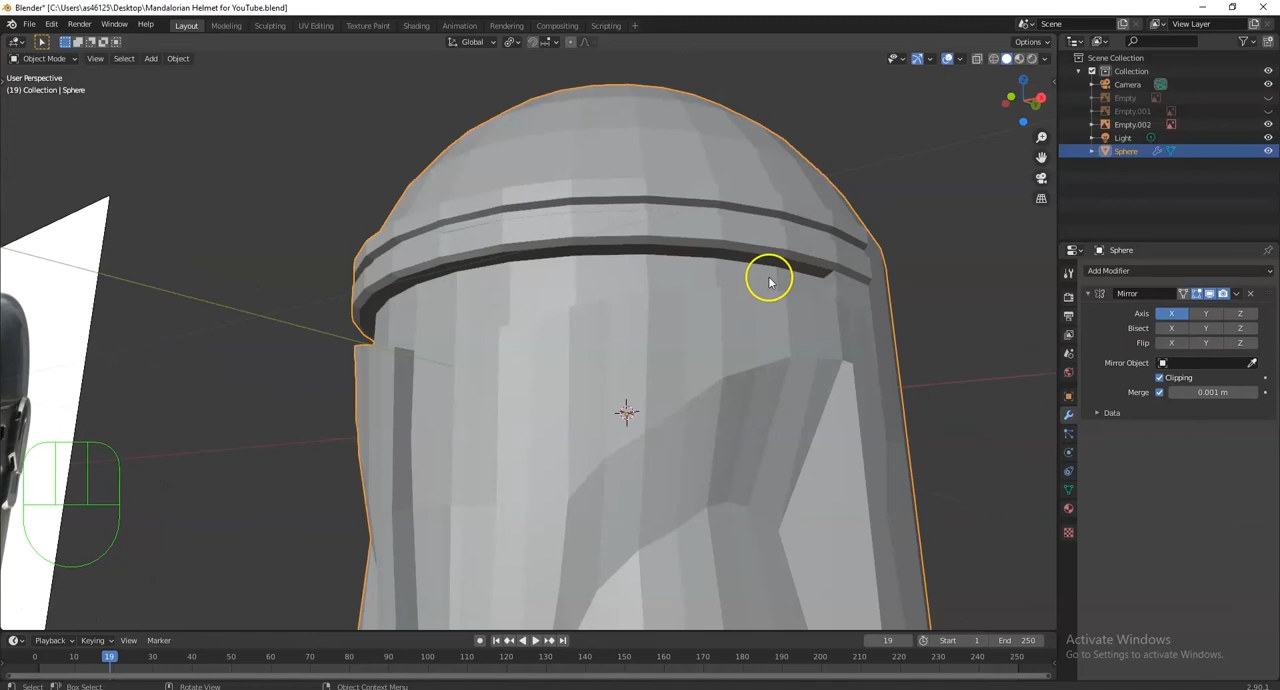 Blender* [C:\Users\as46125\Desktop\Mandalorian Helmet for YouTube.blend]
File Edit Render Window Help Layout Modeling Sculpting UV Editing Texture Paint Shading Animation Rendering Compositing Scripting + Scene View Layer
Global Options
Object Mode View Select Add Object
User Perspective
(19) Collection | Sphere
Scene Collection
Collection
Camera
Empty
Empty.001
Empty.002
Light
Sphere
Sphere
Add Modifier
Mirror
Axis X Y Z
Bisect X Y Z
Flip X Y Z
Mirror Object
Clipping
Merge 0.001 m
Data
Z
X
Activate Windows
Go to Settings to activate Windows.
Playback Keying View Marker 19 Start 1 End 250
0 10 19 30 40 50 60 70 80 90 100 110 120 130 140 150 160 170 180 190 200 210 220 230 240 250
Select Box Select Rotate View Object Context Menu 2.90.1